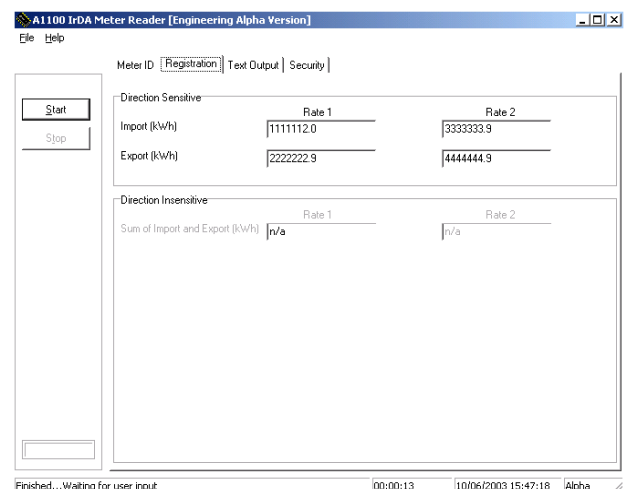 A1100 IrDA Meter Reader [Engineering Alpha Version]
File Help
Meter ID Registration Text Output Security
Start
Stop
Direction Sensitive
Rate 1 Rate 2
Import (kWh) 1111112.0 3333333.9
Export (kWh) 2222222.9 4444444.9
Direction Insensitive
Rate 1 Rate 2
Sum of Import and Export (kWh) n/a n/a
Finished...Waiting for user input 00:00:13 10/06/2003 15:47:18 Alpha